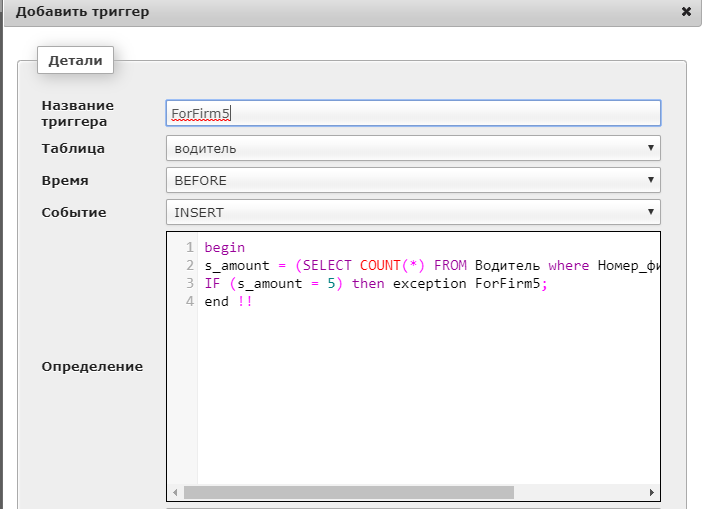 Добавить триггер
Детали
Название триггера ForFirm5
Таблица водитель
Время BEFORE
Событие INSERT
Определение
1 begin
2 s_amount = (SELECT COUNT(*) FROM Водитель where
3 IF (s_amount = 5) then exception ForFirm5;
4 end !!